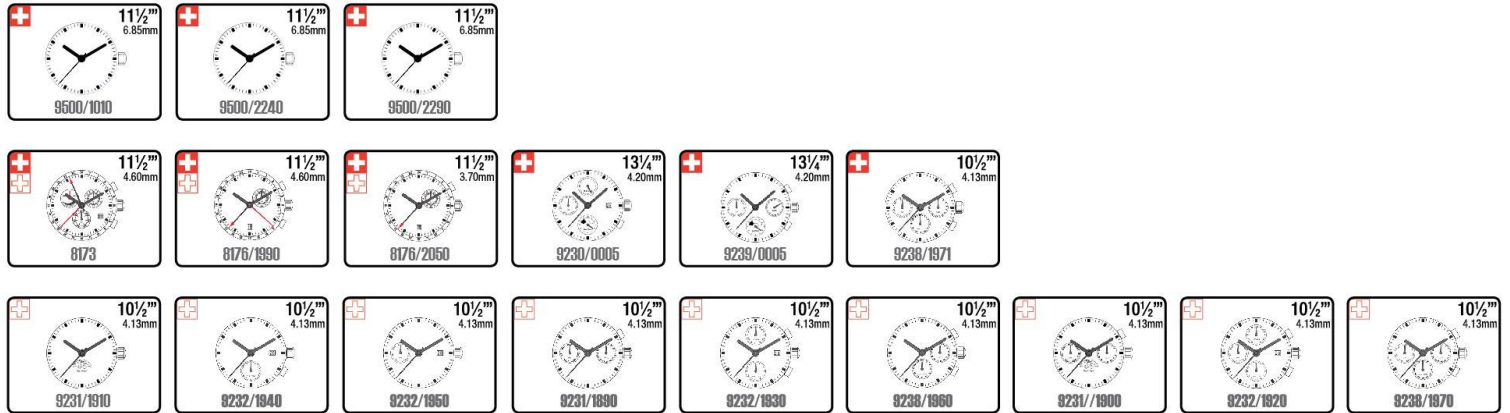 11½''' 11½''' 11½'''
6.85mm 6.85mm 6.85mm
9500/1010 9500/2240 9500/2290
11½''' 11½''' 11½''' 13¼''' 13¼''' 10½'''
4.60mm 4.60mm 3.70mm 4.20mm 4.20mm 4.13mm
8173 8176/1990 8176/2050 9230/0005 9239/0005 9238/1971
10½''' 10½''' 10½''' 10½''' 10½''' 10½''' 10½''' 10½''' 10½'''
4.13mm 4.13mm 4.13mm 4.13mm 4.13mm 4.13mm 4.13mm 4.13mm 4.13mm
9231/1910 9232/1940 9232/1950 9231/1890 9232/1930 9238/1960 9231//1900 9232/1920 9238/1970